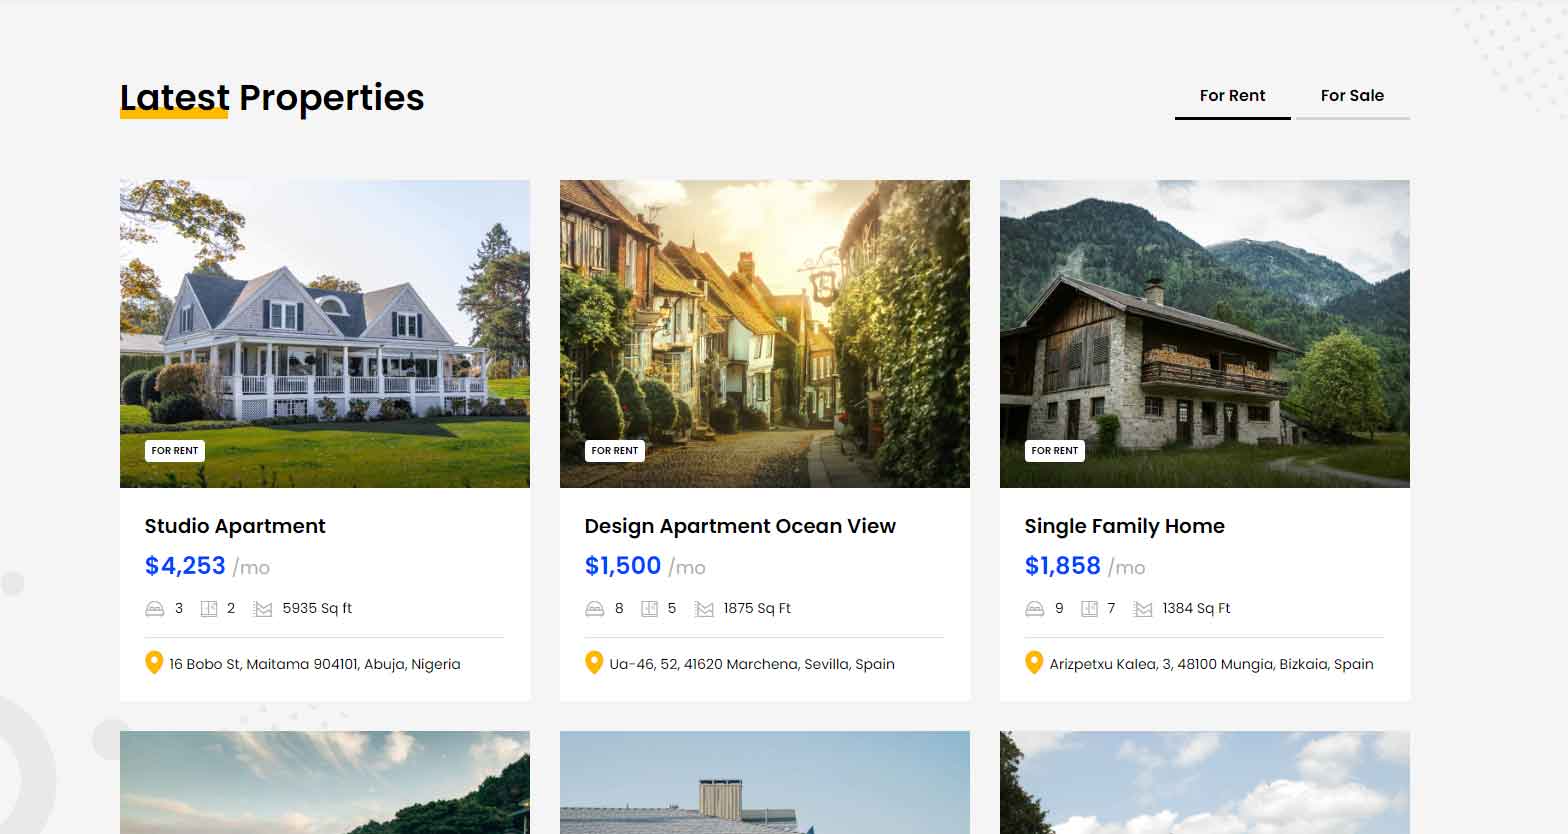 Latest Properties
For Rent
For Sale
FOR RENT
Studio Apartment
$4,253 /mo
3 2 5935 Sq ft
16 Bobo St, Maitama 904101, Abuja, Nigeria
FOR RENT
Design Apartment Ocean View
$1,500 /mo
8 5 1875 Sq Ft
Ua-46, 52, 41620 Marchena, Sevilla, Spain
FOR RENT
Single Family Home
$1,858 /mo
9 7 1384 Sq Ft
Arizpetxu Kalea, 3, 48100 Mungia, Bizkaia, Spain